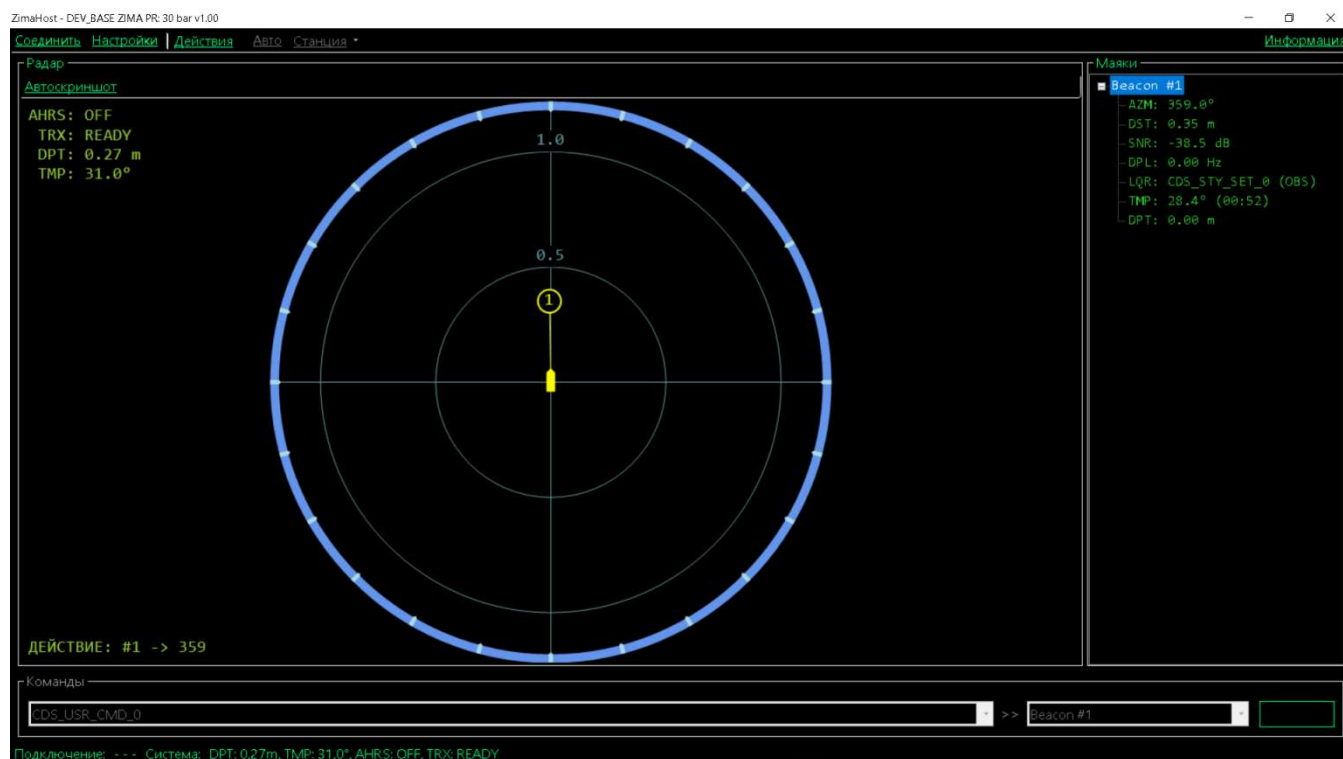 ZimaHost - DEV_BASE ZIMA PR: 30 bar v1.00
Соединить Настройки Действия Авто Станция Информация
Радар
Автоскриншот
AHRS: OFF
TRX: READY
DPT: 0.27 m
TMP: 31.0°
1.0
0.5
1
ДЕЙСТВИЕ: #1 -> 359
Маяки
Beacon #1
AZM: 359.0°
DST: 0.35 m
SNR: -38.5 dB
DPL: 0.00 Hz
LQR: CDS_STY_SET_0 (OBS)
TMP: 28.4° (00:52)
DPT: 0.00 m
Команды
CDS_USR_CMD_0 >> Beacon #1
Подключение: - - - Система: DPT: 0.27m, TMP: 31.0°, AHRS: OFF, TRX: READY